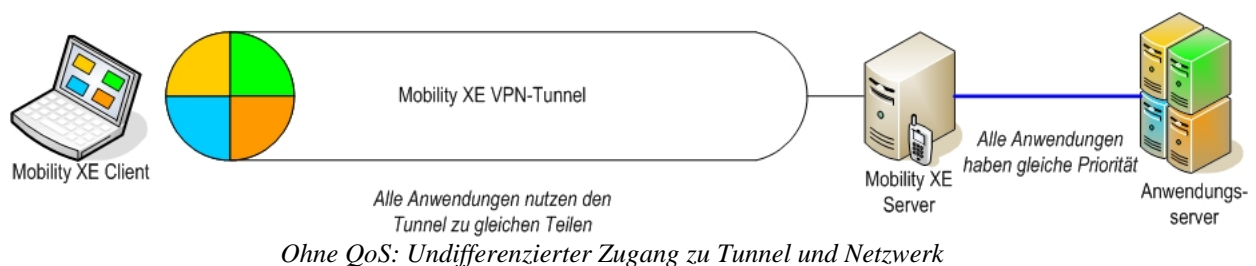 Mobility XE VPN-Tunnel
Mobility XE Client
Alle Anwendungen nutzen den
Tunnel zu gleichen Teilen
Mobility XE
Server
Alle Anwendungen
haben gleiche Priorität
Anwendungs-
server
Ohne QoS: Undifferenzierter Zugang zu Tunnel und Netzwerk